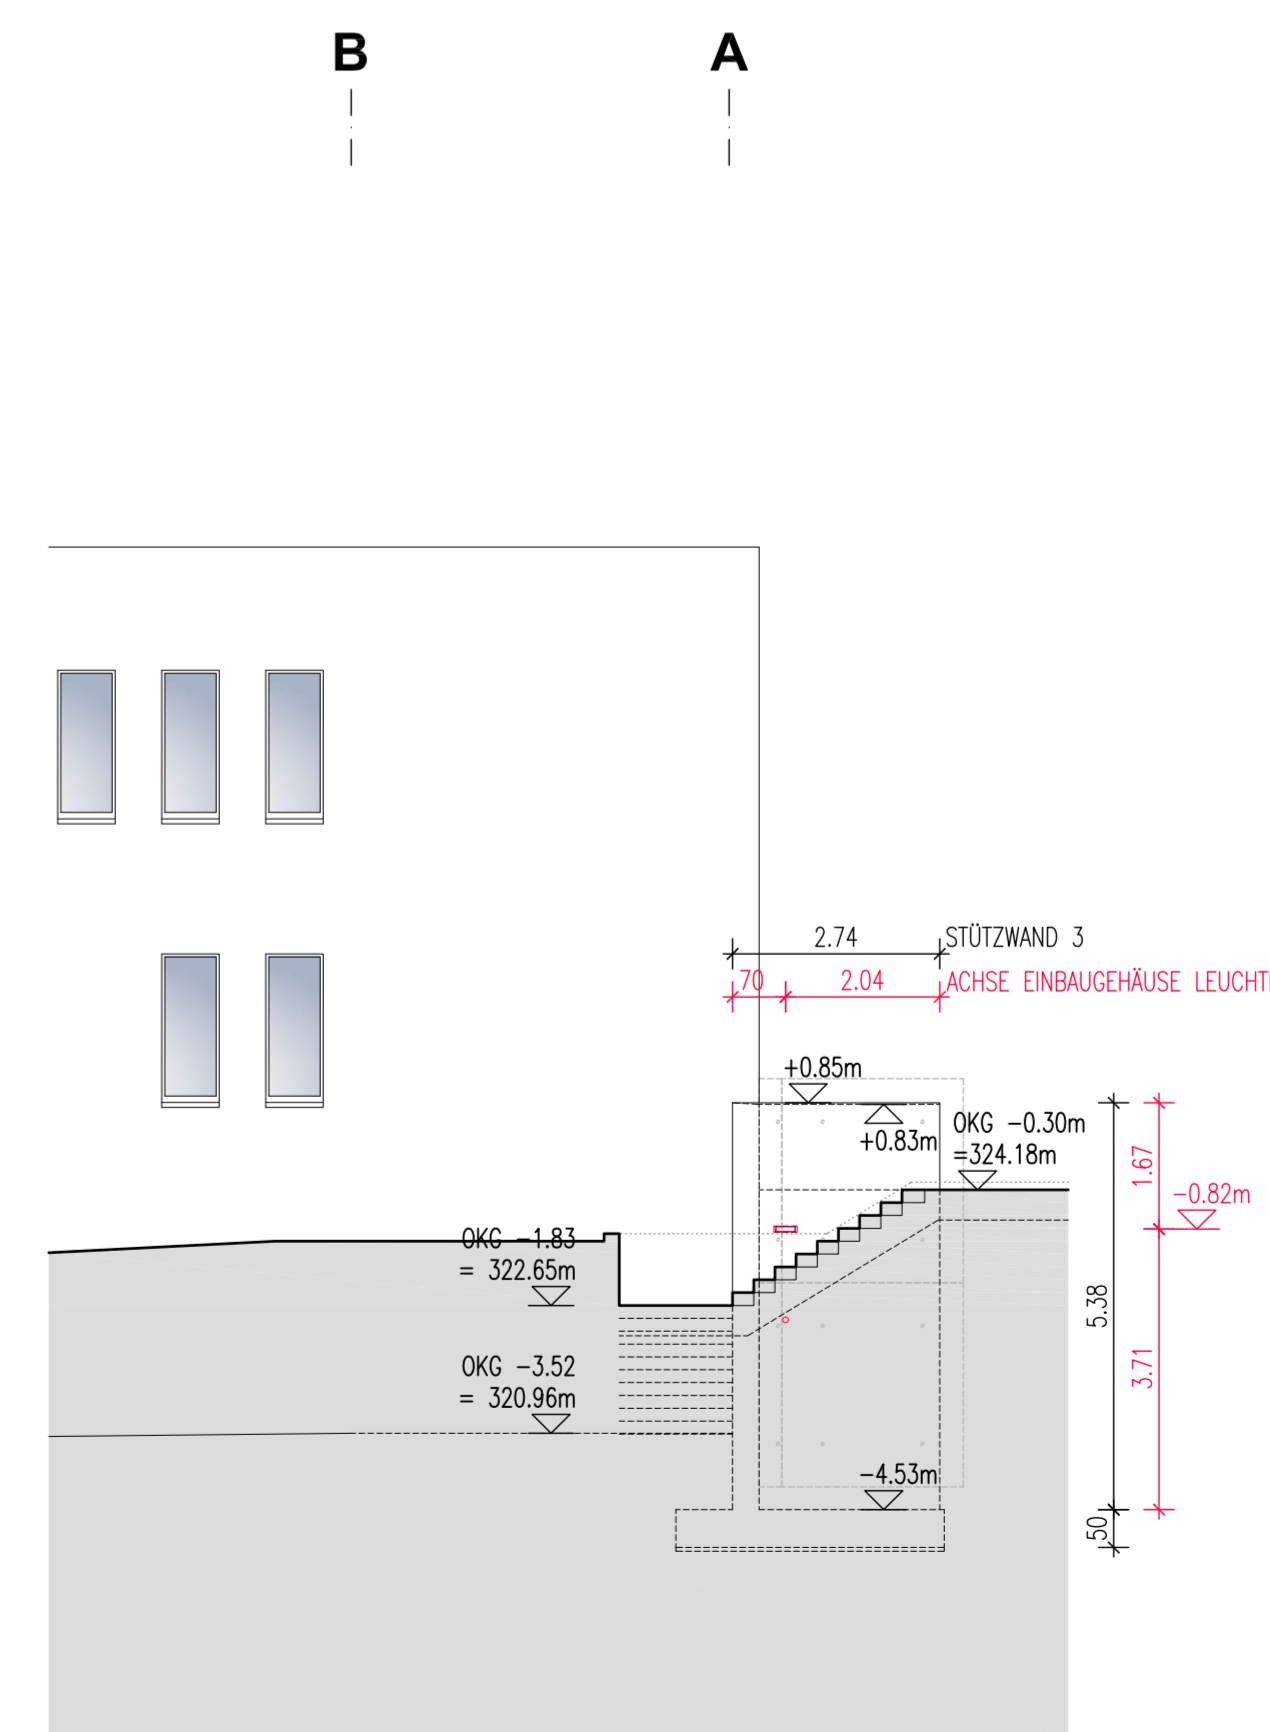 B
A
2.74
STÜTZWAND 3
70
2.04
ACHSE EINBAUGEHÄUSE
+0.85m
+0.83m
OKG -0.30m
=324.18m
1.67
-0.82m
OKG -1.83
= 322.65m
5.38
3.71
OKG -3.52
= 320.96m
-4.53m
50